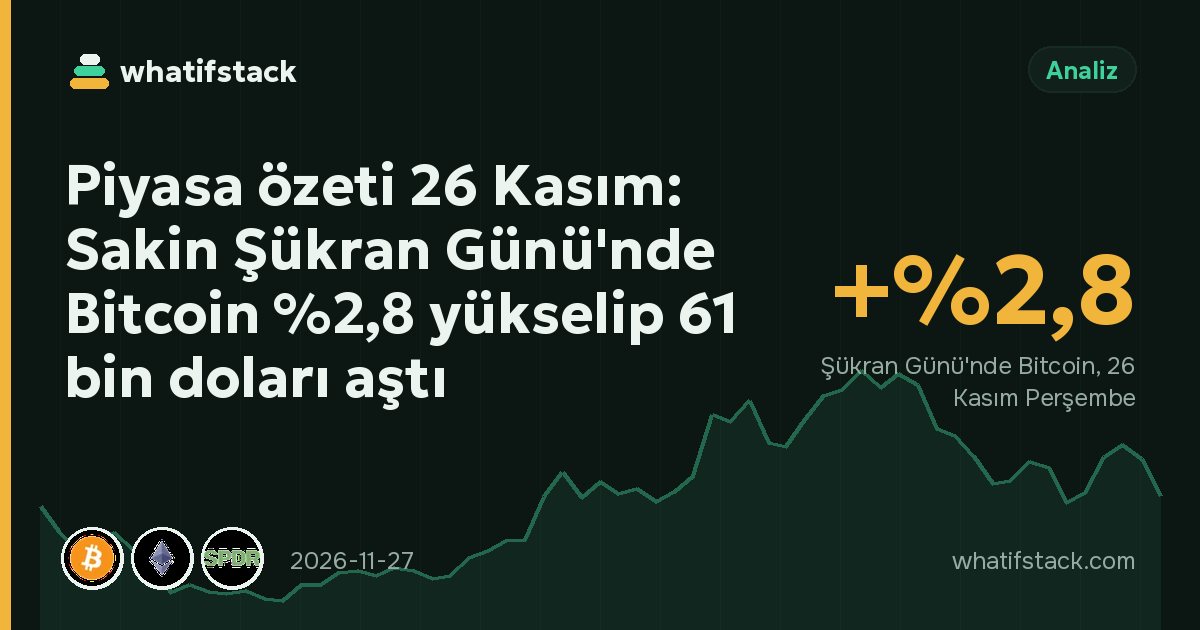 whatifstack
Analiz
Piyasa özeti 26 Kasım:
Sakin Şükran Günü'nde
Bitcoin %2,8 yükselip 61
bin doları aştı
+%2,8
Şükran Günü'nde Bitcoin, 26
Kasım Perşembe
SPDR
2026-11-27
whatifstack.com